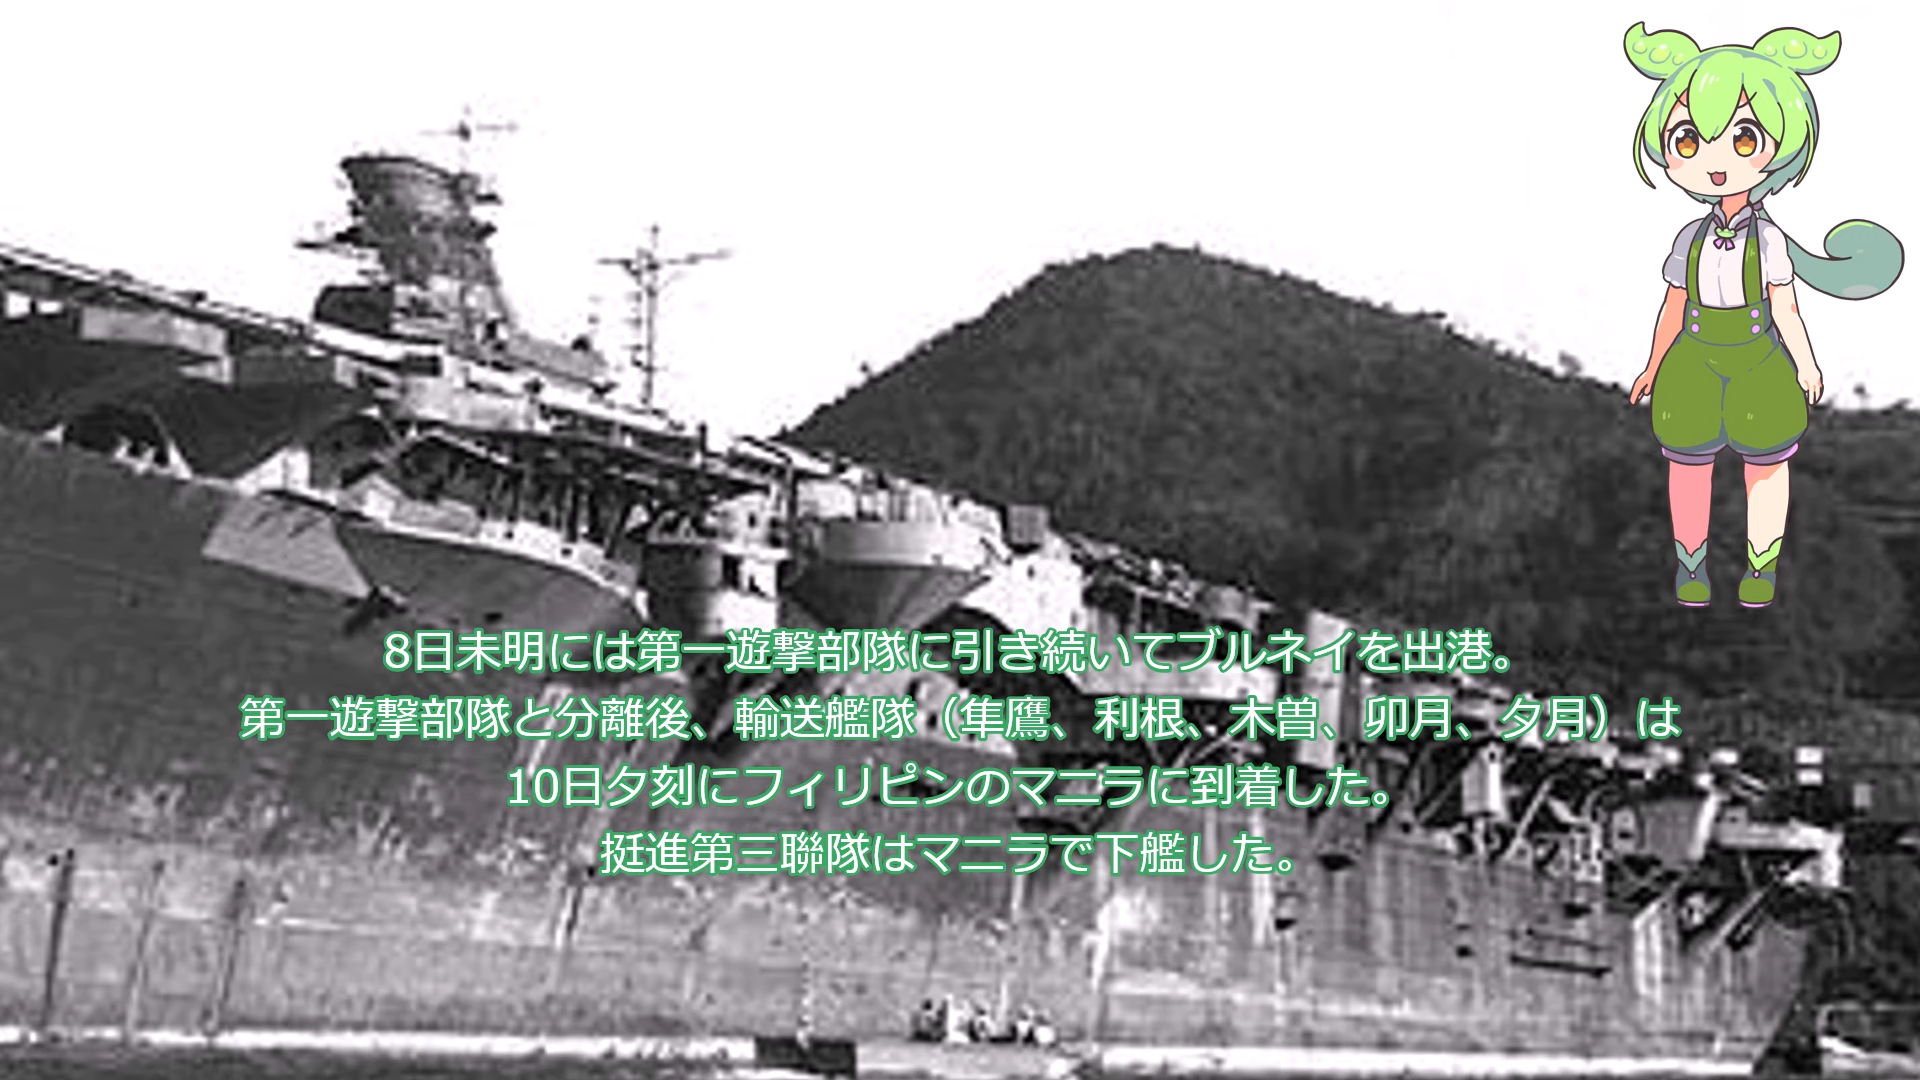 8日未明には第一遊撃部隊に引き続いてブルネイを出港。
第一遊撃部隊と分離後、輸送艦隊（隼鷹、利根、木曽、卯月、夕月）は
10日夕刻にフィリピンのマニラに到着した。
挺進第三聯隊はマニラで下艦した。